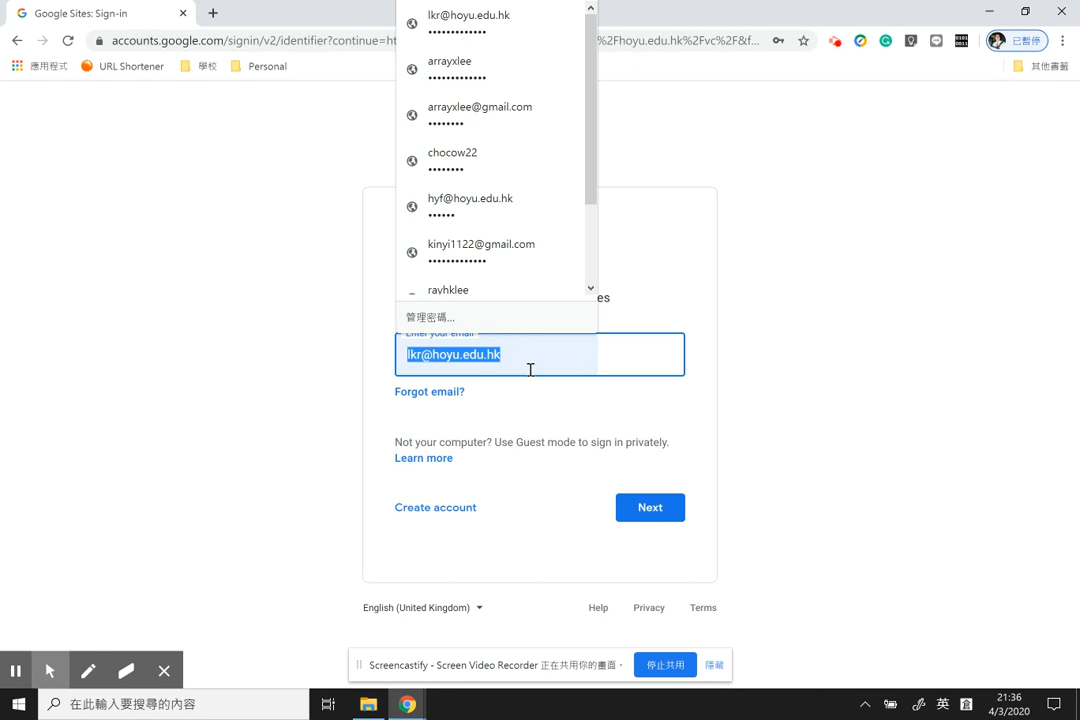 Google Sites: Sign-in
accounts.google.com/signin/v2/identifier?continue=ht
%2Fhoyu.edu.hk%2Fvc%2F&f...
已暫停
應用程式
URL Shortener
學校
Personal
其他書籤
lkr@hoyu.edu.hk
•••••••••••••
arrayxlee
•••••••••••••
arrayxlee@gmail.com
••••••••
chocow22
••••••••
hyf@hoyu.edu.hk
••••••
kinyi1122@gmail.com
•••••••••••••
rayhklee
es
管理密碼...
Enter your email
lkr@hoyu.edu.hk
Forgot email?
Not your computer? Use Guest mode to sign in privately.
Learn more
Create account
Next
English (United Kingdom)
Help
Privacy
Terms
Screencastify - Screen Video Recorder 正在共用你的畫面。
停止共用
隱藏
在此輸入要搜尋的內容
英
21:36
4/3/2020